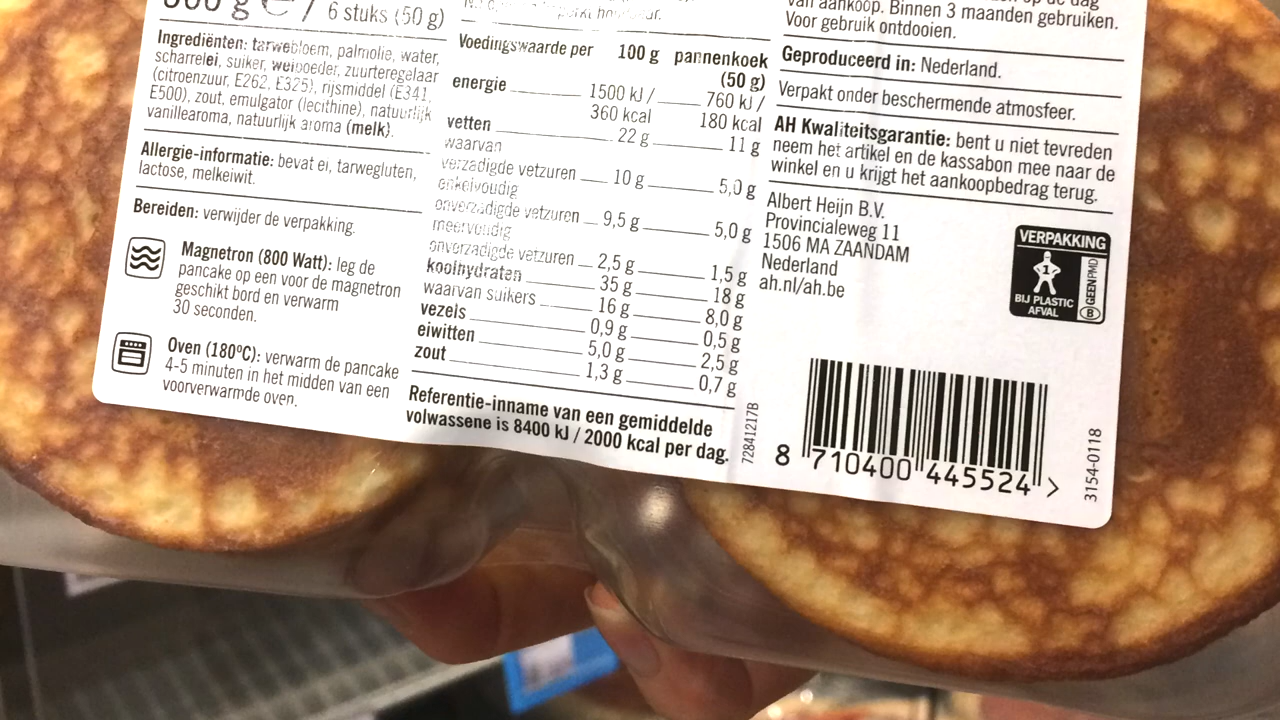 6 stuks (50 g)
Ingrediënten: tarwebloem, palmolie, water,
scharrelei, suiker, weipoeder, zuurteregelaar
(citroenzuur, E262, E325), rijsmiddel (E341,
E500), zout, emulgator (lecithine), natuurlijk
vanillearoma, natuurlijk aroma (melk).
Allergie-informatie: bevat ei, tarwegluten,
lactose, melkeiwit.
Bereiden: verwijder de verpakking.
Magnetron (800 Watt): leg de
pancake op een voor de magnetron
geschikt bord en verwarm
30 seconden.
Oven (180ºC): verwarm de pancake
4-5 minuten in het midden van een
voorverwarmde oven.
Voedingswaarde per 100 g pannenkoek
(50 g)
energie 1500 kJ / 760 kJ /
360 kcal 180 kcal
vetten 22 g 11 g
waarvan
verzadigde vetzuren 10 g 5,0 g
enkelvoudig
onverzadigde vetzuren 9,5 g 5,0 g
meervoudig
onverzadigde vetzuren 2,5 g 1,5 g
koolhydraten 35 g 18 g
waarvan suikers 16 g 8,0 g
vezels 0,9 g 0,5 g
eiwitten 5,0 g 2,5 g
zout 1,3 g 0,7 g
Referentie-inname van een gemiddelde
volwassene is 8400 kJ / 2000 kcal per dag.
72841217B
van aankoop. Binnen 3 maanden gebruiken.
Voor gebruik ontdooien.
Geproduceerd in: Nederland.
Verpakt onder beschermende atmosfeer.
AH Kwaliteitsgarantie: bent u niet tevreden
neem het artikel en de kassabon mee naar de
winkel en u krijgt het aankoopbedrag terug.
Albert Heijn B.V.
Provincialeweg 11
1506 MA ZAANDAM
Nederland
ah.nl/ah.be
VERPAKKING
1
BIJ PLASTIC
AFVAL
GEEN PMD
B
8 710400 445524 >
3154-0118